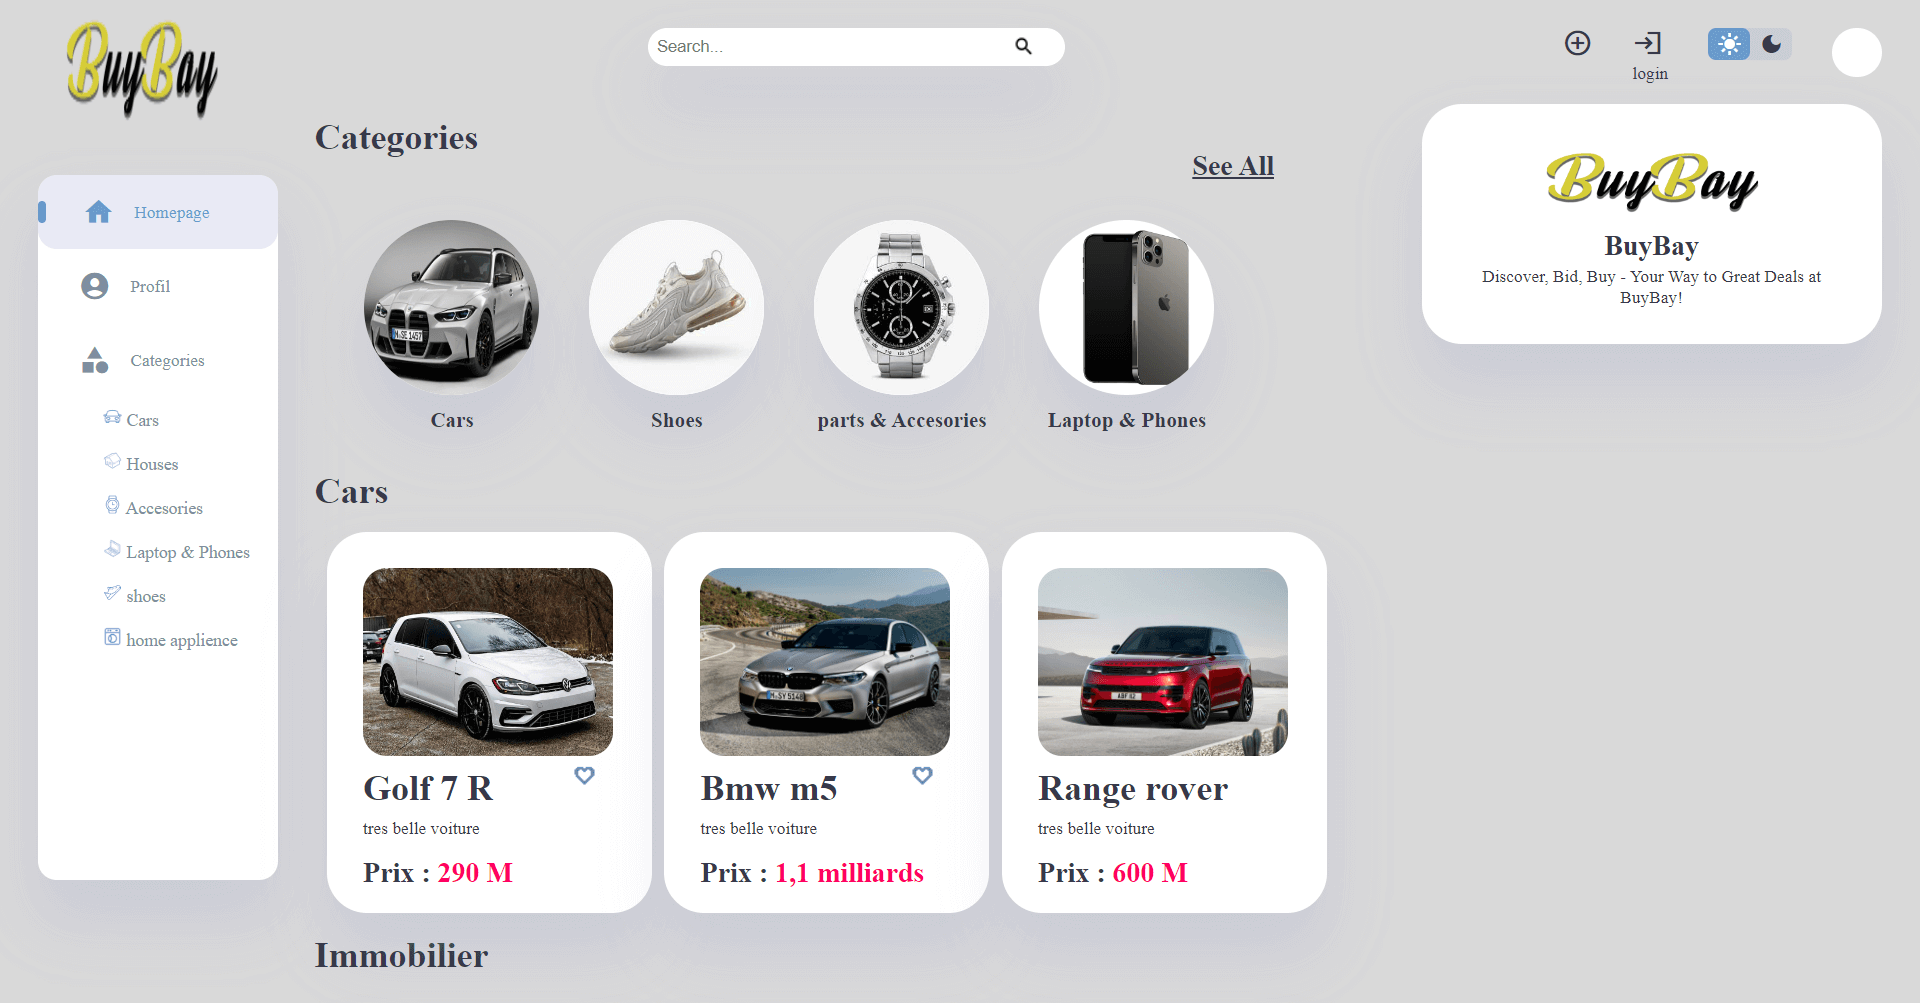 BuyBay
Search...
login
Categories
See All
Homepage
Profil
Categories
Cars
Houses
Accesories
Laptop & Phones
shoes
home applience
Cars
Shoes
parts & Accesories
Laptop & Phones
BuyBay
BuyBay
Discover, Bid, Buy - Your Way to Great Deals at
BuyBay!
Cars
Golf 7 R
tres belle voiture
Prix : 290 M
Bmw m5
tres belle voiture
Prix : 1,1 milliards
Range rover
tres belle voiture
Prix : 600 M
Immobilier